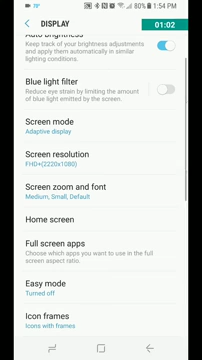 70°
80% 1:54 PM
DISPLAY
01:02
Auto brightness
Keep track of your brightness adjustments
and apply them automatically in similar
lighting conditions.
Blue light filter
Reduce eye strain by limiting the amount
of blue light emitted by the screen.
Screen mode
Adaptive display
Screen resolution
FHD+(2220x1080)
Screen zoom and font
Medium, Small, Default
Home screen
Full screen apps
Choose which apps you want to use in the full
screen aspect ratio.
Easy mode
Turned off
Icon frames
Icons with frames